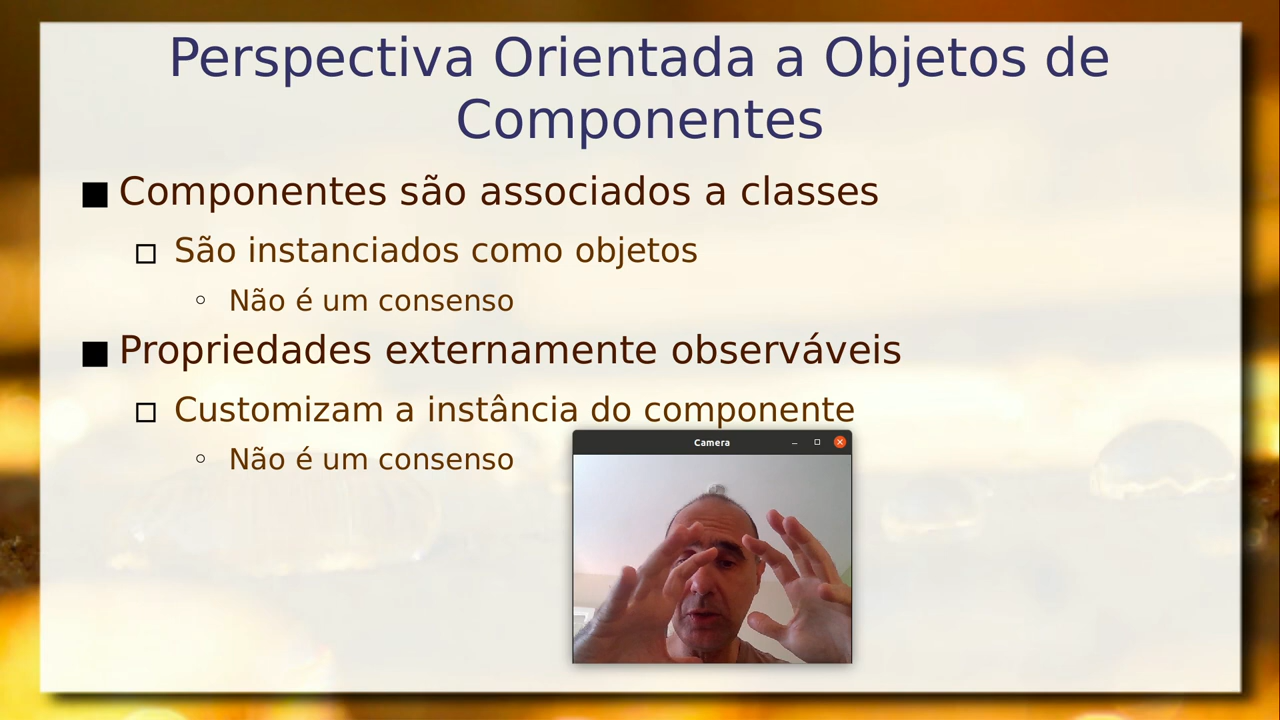 Perspectiva Orientada a Objetos de
Componentes
Componentes são associados a classes
São instanciados como objetos
Não é um consenso
Propriedades externamente observáveis
Customizam a instância do componente
Não é um consenso
Camera